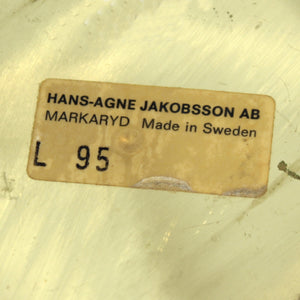 HANS-AGNE JAKOBSSON AB
MARKARYD Made in Sweden
L 95